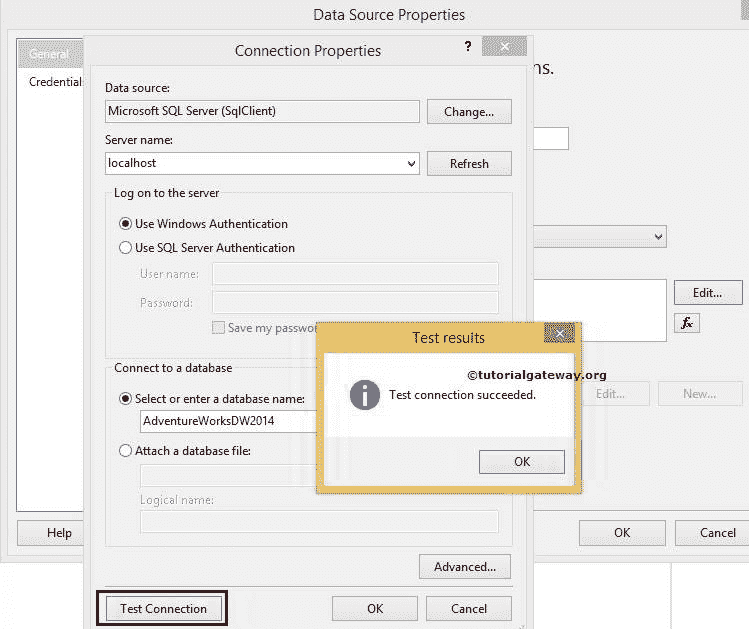 Data Source Properties
General
Credentials
Connection Properties
?
ns.
Data source:
Microsoft SQL Server (SqlClient)
Change...
Server name:
localhost
Refresh
Log on to the server
Use Windows Authentication
Use SQL Server Authentication
User name:
Password:
Save my passwo
Edit...
fx
Test results
©tutorialgateway.org
Test connection succeeded.
OK
Connect to a database
Select or enter a database name:
AdventureWorksDW2014
Attach a database file:
Logical name:
Edit...
New...
Advanced...
Help
OK
Cancel
Test Connection
OK
Cancel